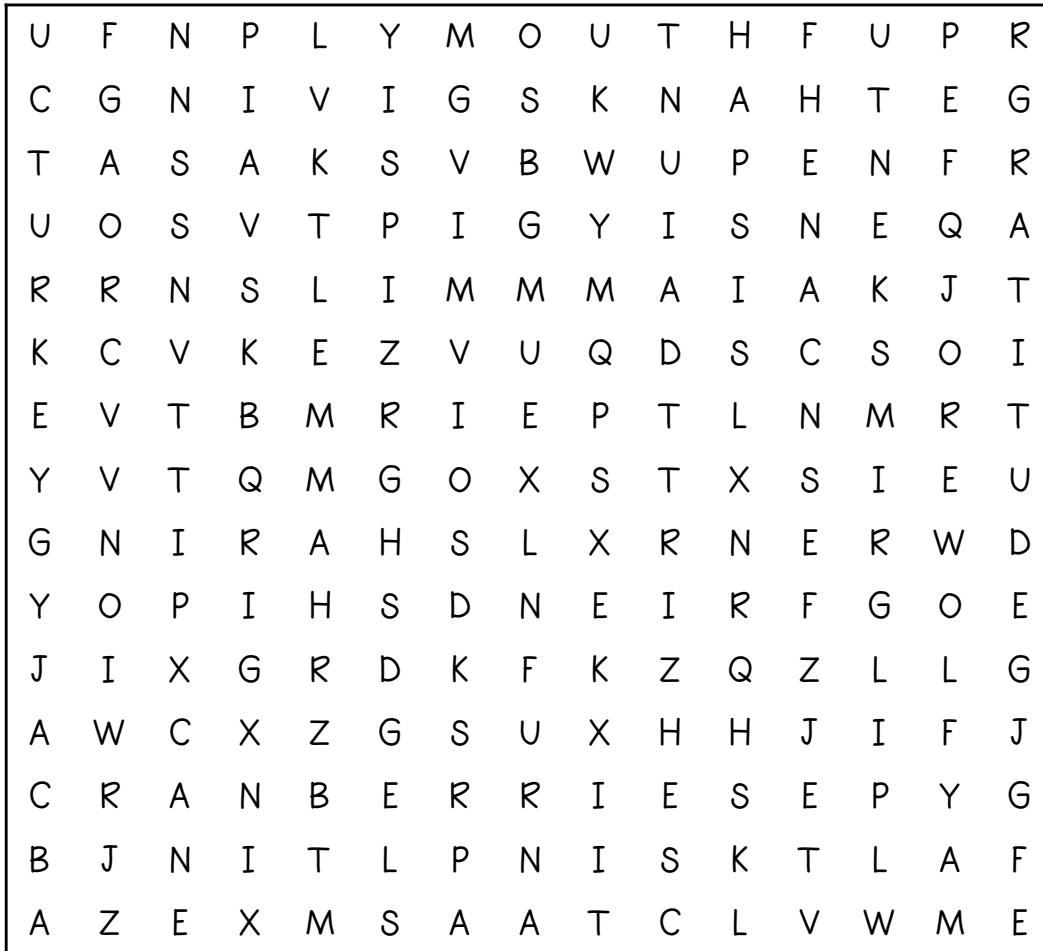 U F N P L Y M O U T H F U P R
C G N I V I G S K N A H T E G
T A S A K S V B W U P E N F R
U O S V T P I G Y I S N E Q A
R R N S L I M M M A I A K J T
K C V K E Z V U Q D S C S O I
E V T B M R I E P T L N M R T
Y V T Q M G O X S T X S I E U
G N I R A H S L X R N E R W D
Y O P I H S D N E I R F G O E
J I X G R D K F K Z Q Z L L G
A W C X Z G S U X H H J I F J
C R A N B E R R I E S E P Y G
B J N I T L P N I S K T L A F
A Z E X M S A A T C L V W M E